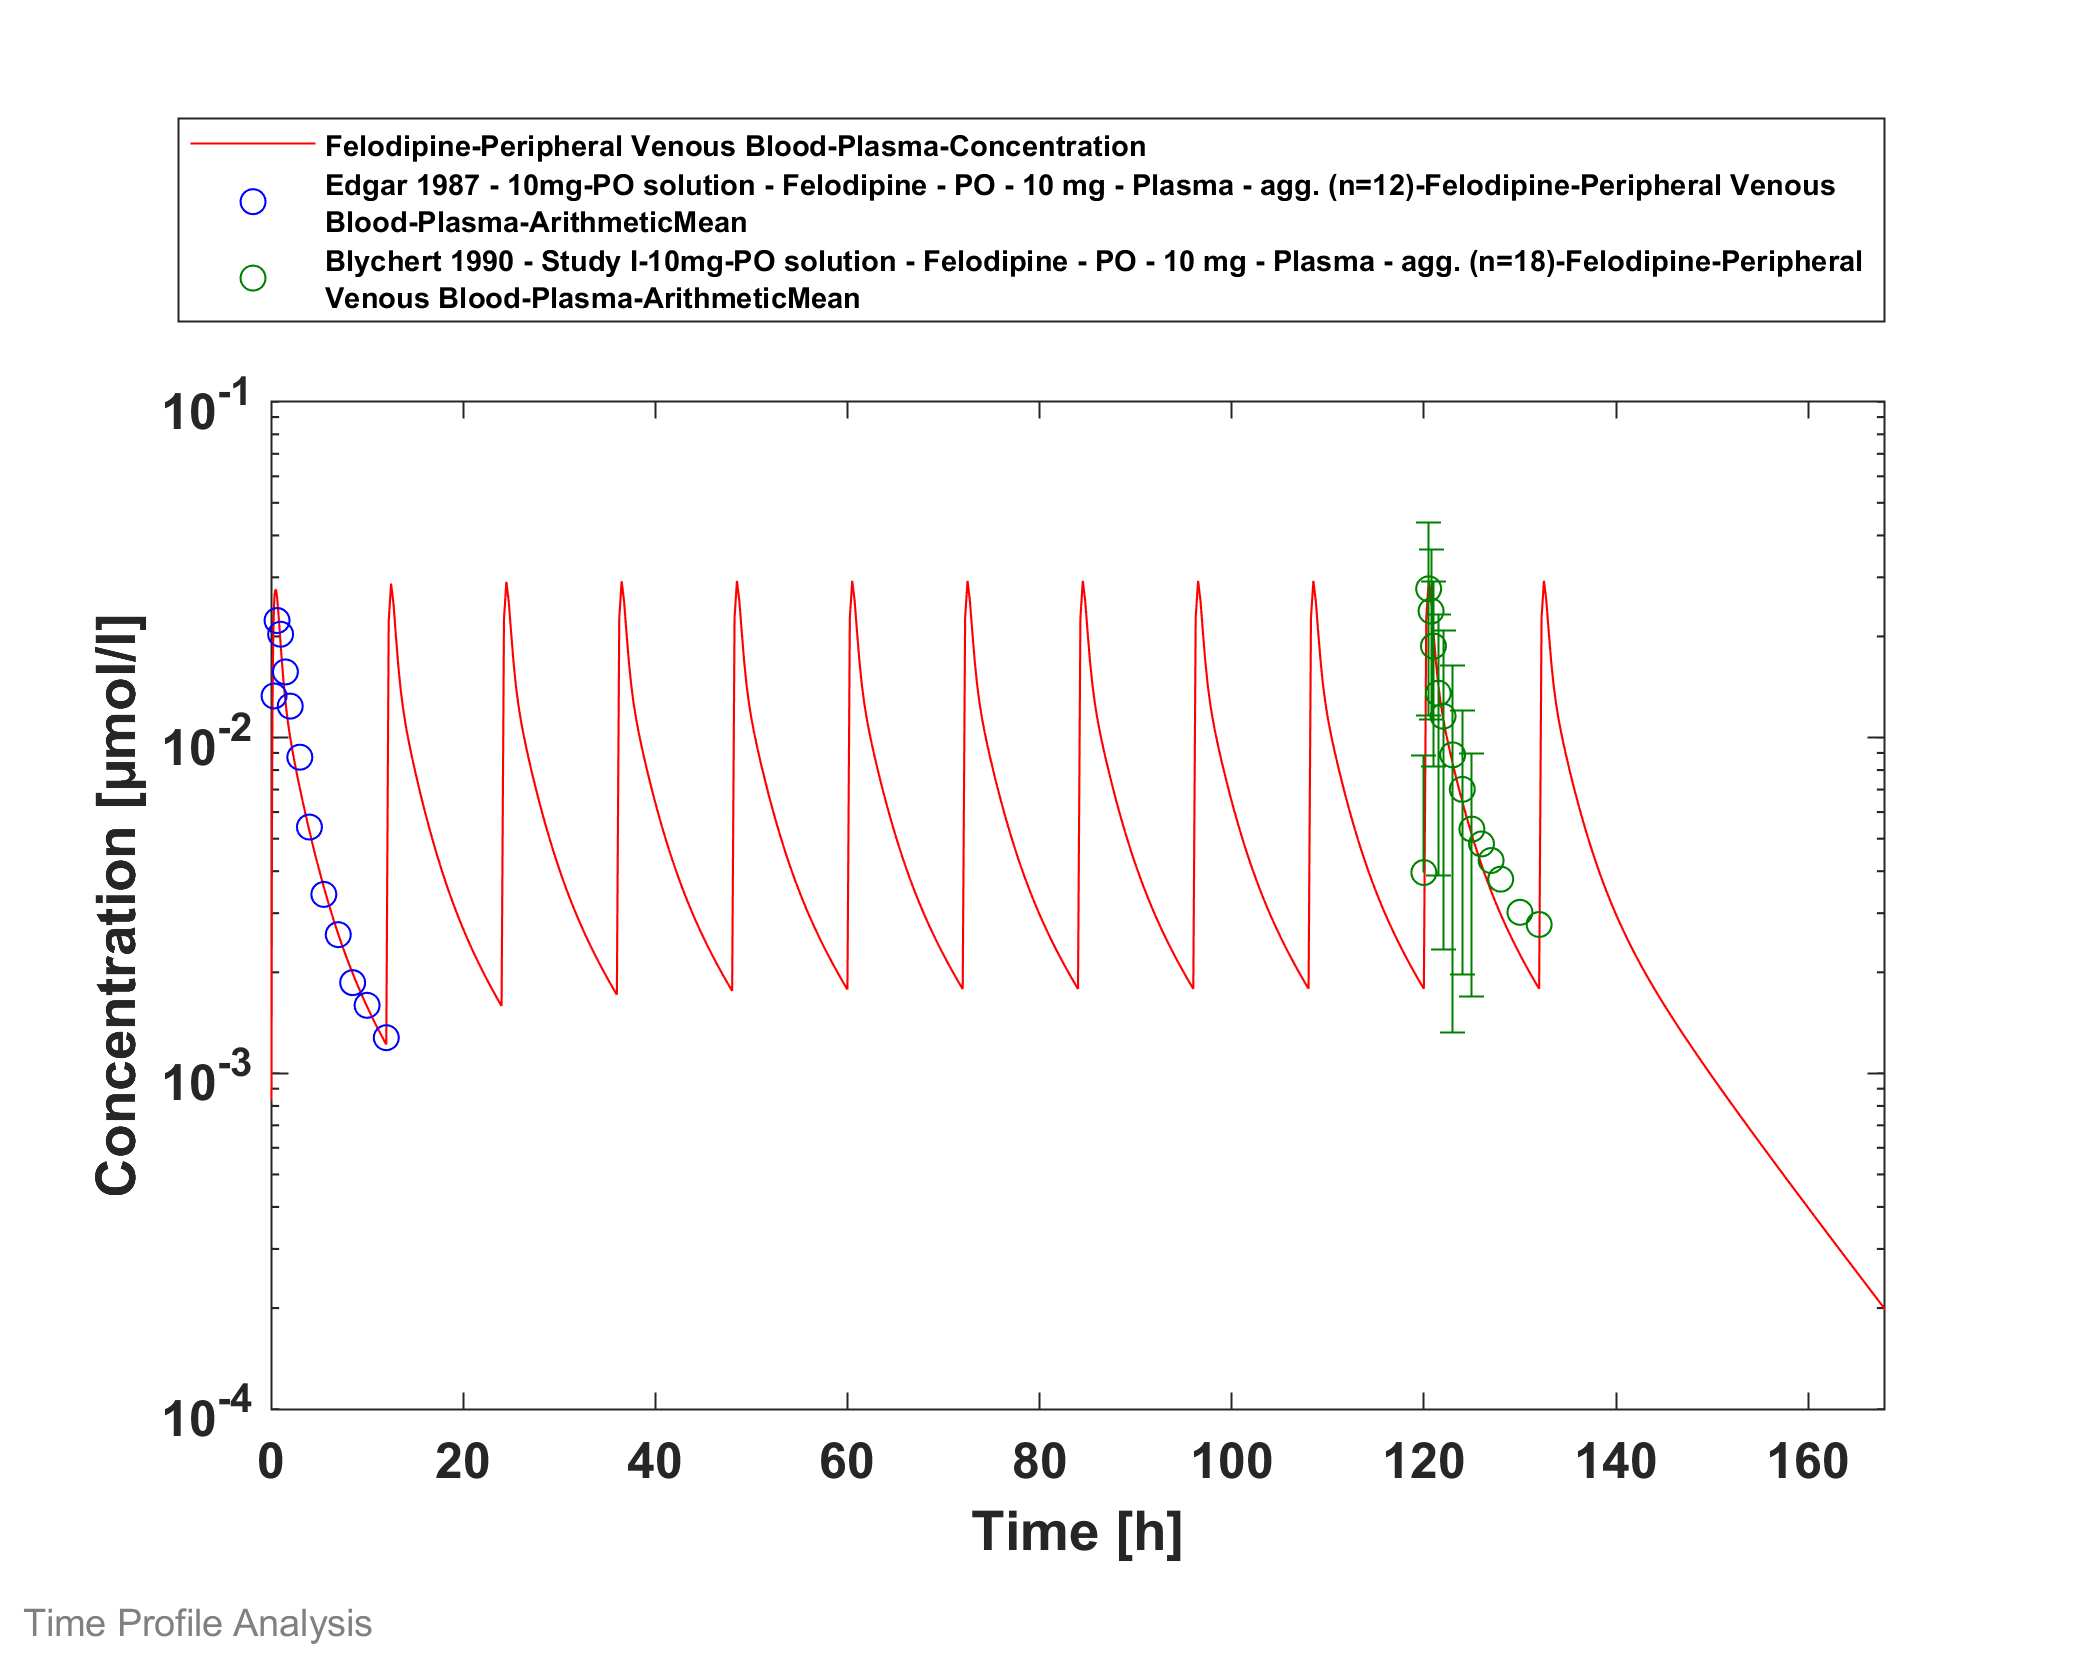 Felodipine-Peripheral Venous Blood-Plasma-Concentration
Edgar 1987 - 10mg-PO solution - Felodipine - PO - 10 mg - Plasma - agg. (n=12)-Felodipine-Peripheral Venous
Blood-Plasma-ArithmeticMean
Blychert 1990 - Study I-10mg-PO solution - Felodipine - PO - 10 mg - Plasma - agg. (n=18)-Felodipine-Peripheral
Venous Blood-Plasma-ArithmeticMean
10^-1
10^-2
10^-3
10^-4
Concentration [µmol/l]
0 20 40 60 80 100 120 140 160
Time [h]
Time Profile Analysis